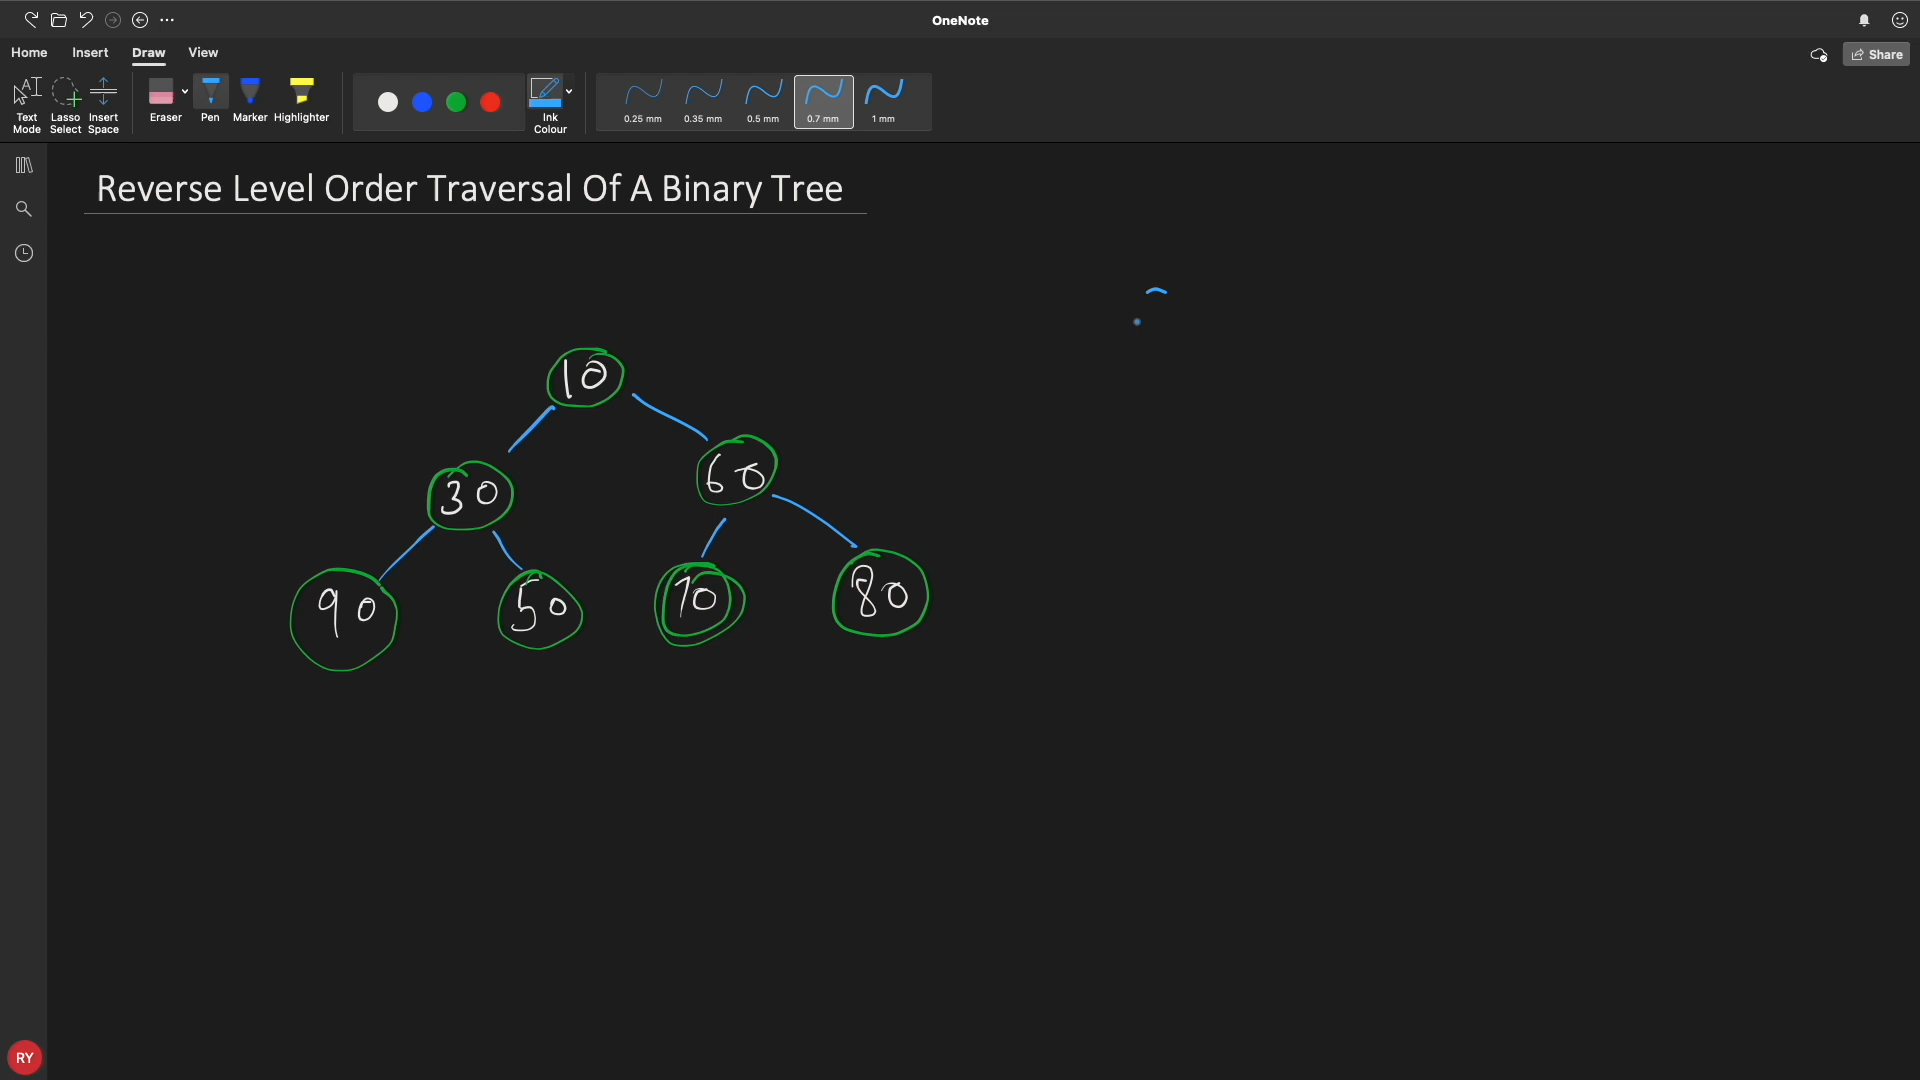 OneNote
Home Insert Draw View
Share
Text Mode
Lasso Select
Insert Space
Eraser
Pen
Marker
Highlighter
Ink Colour
0.25 mm
0.35 mm
0.5 mm
0.7 mm
1 mm
Reverse Level Order Traversal Of A Binary Tree
10
30
60
90
50
70
80
RY